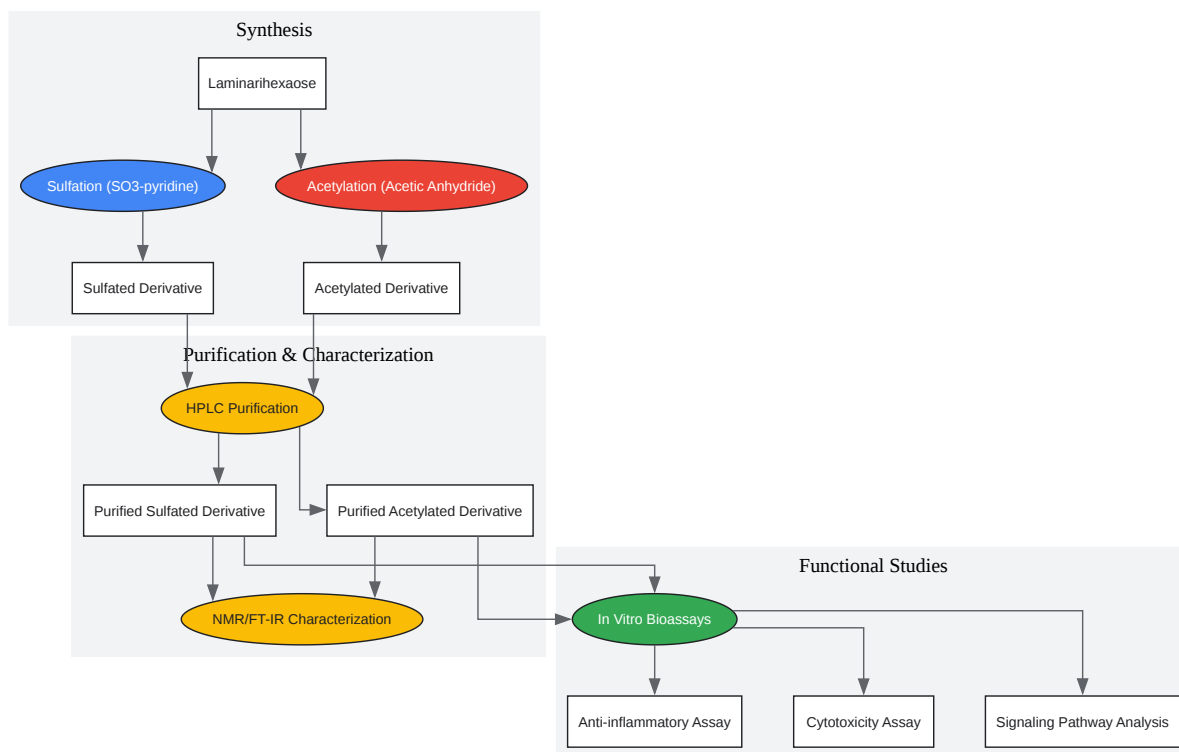 Synthesis
Laminarihexaose
Sulfation (SO3-pyridine)
Acetylation (Acetic Anhydride)
Sulfated Derivative
Acetylated Derivative
Purification & Characterization
HPLC Purification
Purified Sulfated Derivative
Purified Acetylated Derivative
NMR/FT-IR Characterization
Functional Studies
In Vitro Bioassays
Anti-inflammatory Assay
Cytotoxicity Assay
Signaling Pathway Analysis